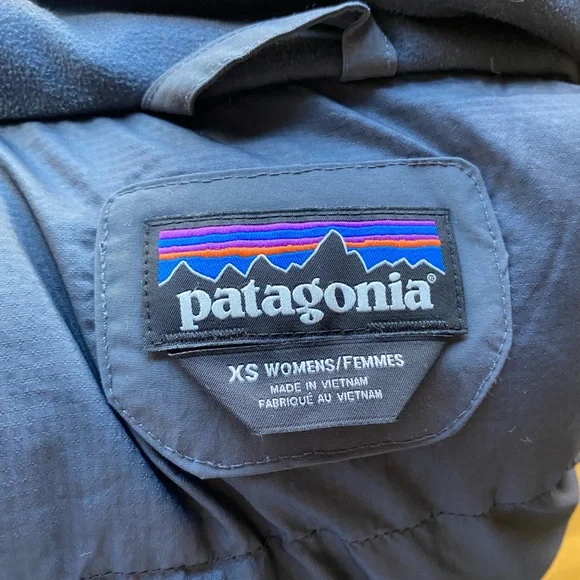 patagonia®
XS WOMENS/FEMMES
MADE IN VIETNAM
FABRIQUÉ AU VIETNAM